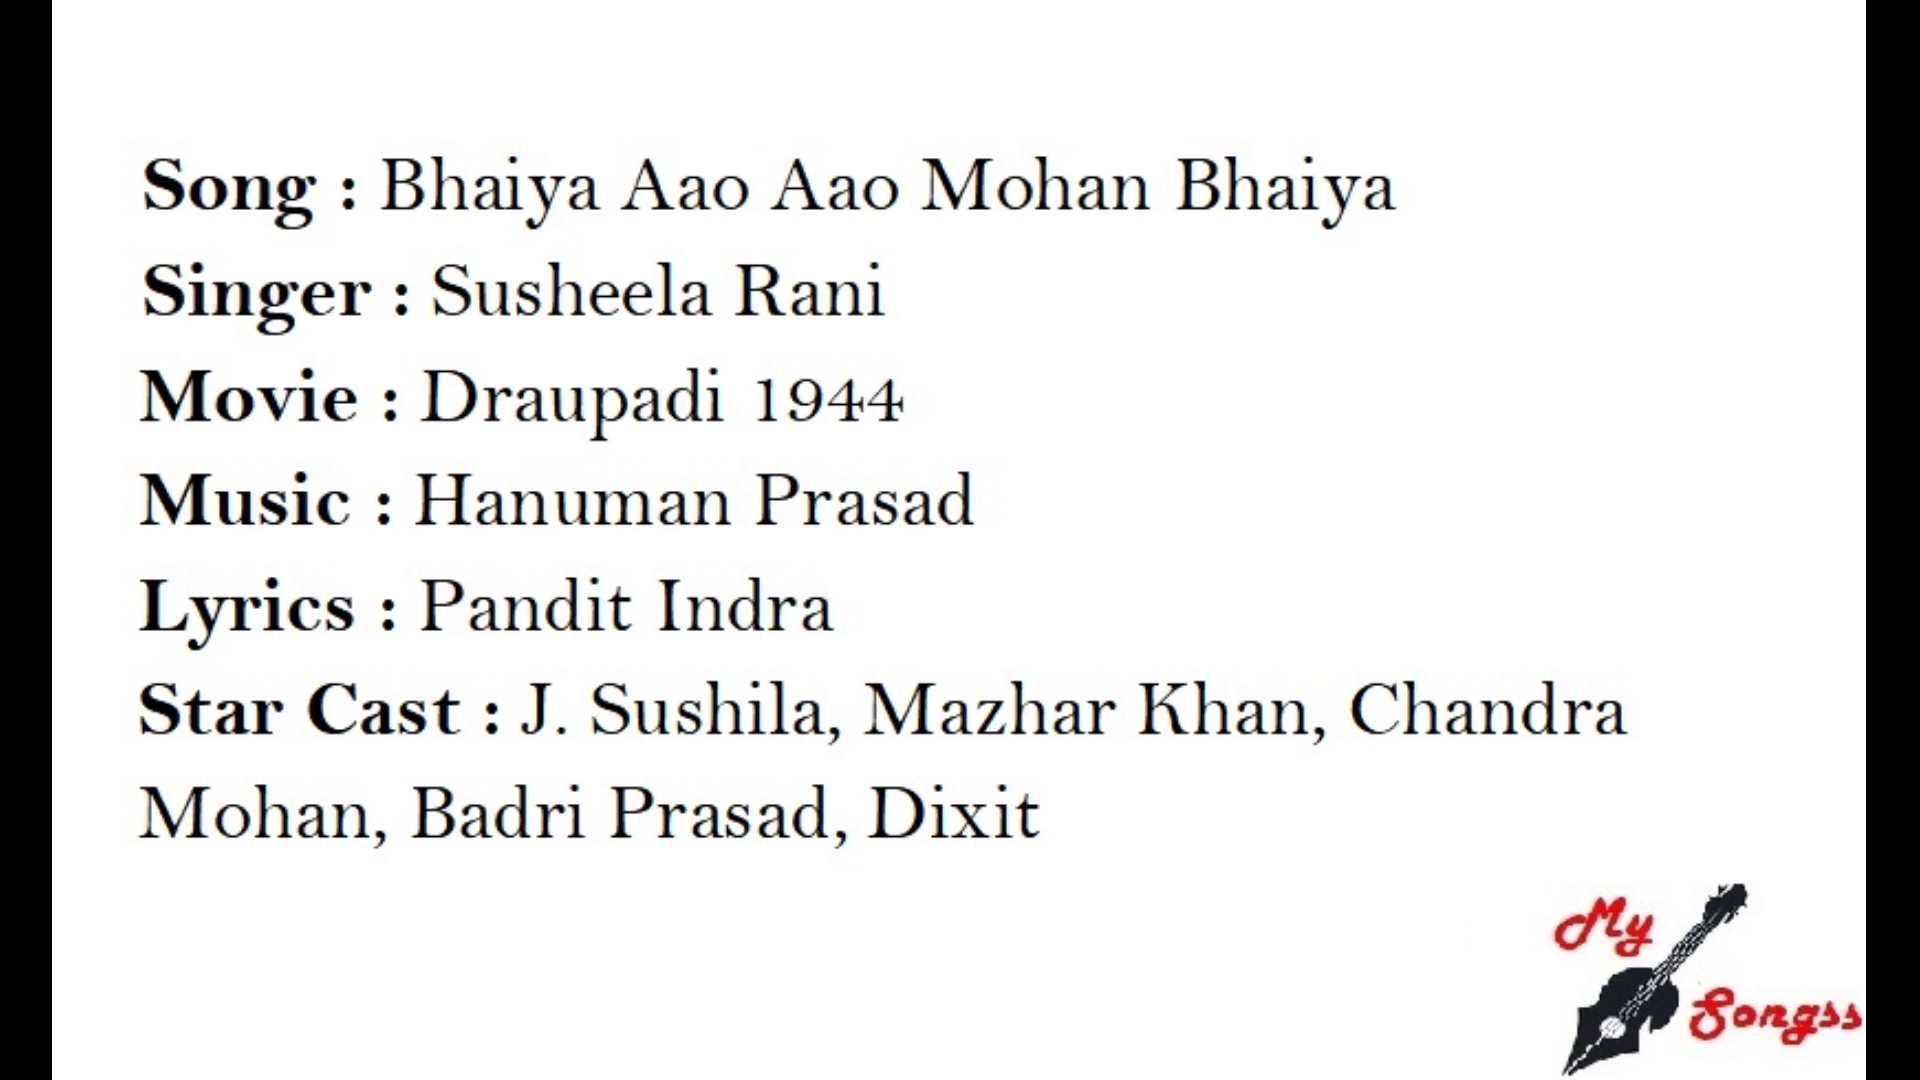 Song : Bhaiya Aao Aao Mohan Bhaiya
Singer : Susheela Rani
Movie : Draupadi 1944
Music : Hanuman Prasad
Lyrics : Pandit Indra
Star Cast : J. Sushila, Mazhar Khan, Chandra
Mohan, Badri Prasad, Dixit
My
Songss